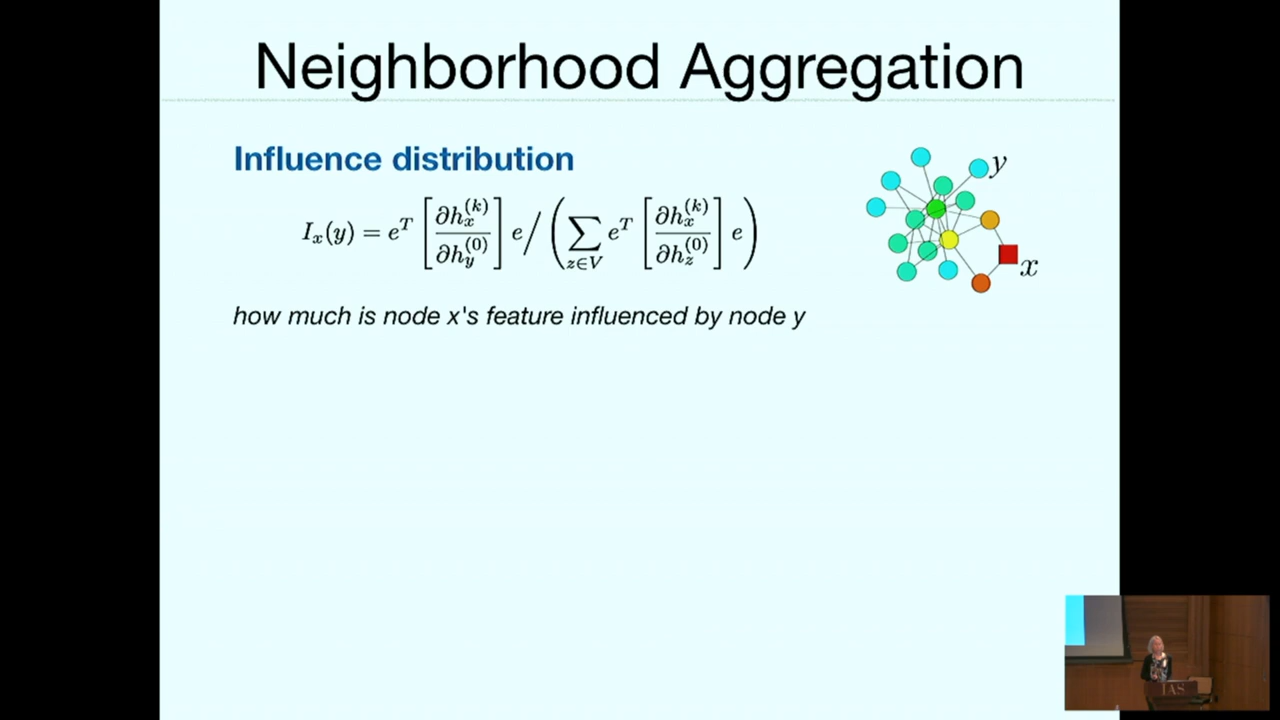 Neighborhood Aggregation
Influence distribution
y
I_x(y) = e^T [∂h_x^{(k)} / ∂h_y^{(0)}] e / (∑_{z∈V} e^T [∂h_x^{(k)} / ∂h_z^{(0)}] e)
x
how much is node x's feature influenced by node y
IAS